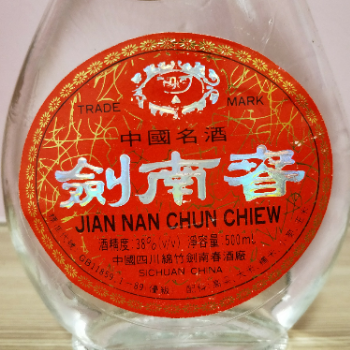 TRADE MARK
中國名酒
劍南春
JIAN NAN CHUN CHIEW
酒精度:38%(v/v) 淨容量 500mL
中國四川綿竹劍南春酒廠
SICHUAN CHINA